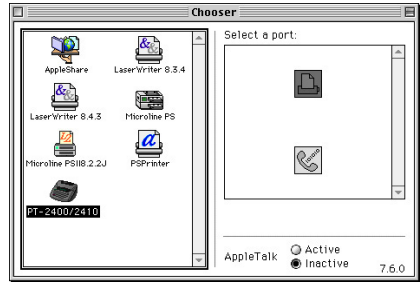 Chooser
Select a port:
AppleShare
LaserWriter 8.3.4
LaserWriter 8.4.3
Microline PS
Microline PSII8.2.2J
PSPrinter
PT-2400/2410
AppleTalk
Active
Inactive
7.6.0